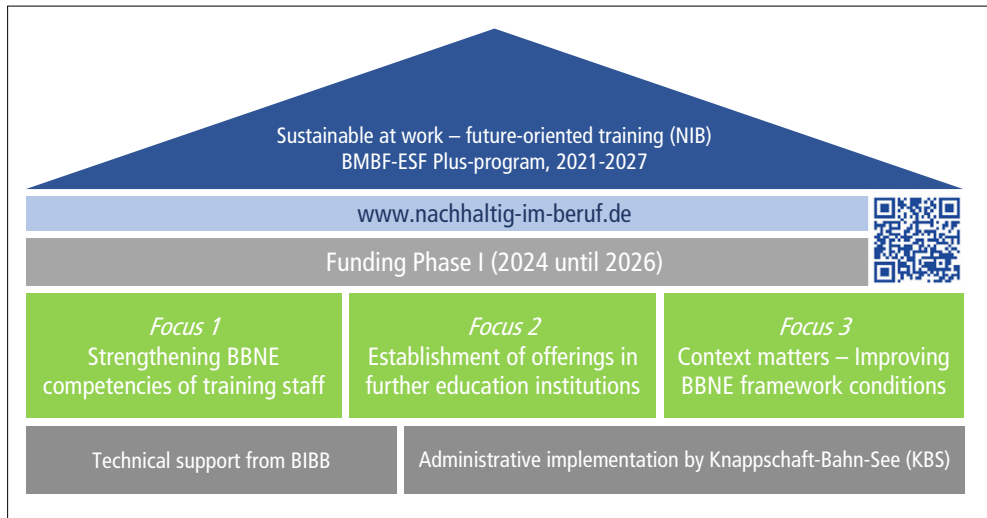 Sustainable at work – future-oriented training (NIB)
BMBF-ESF Plus-program, 2021-2027
www.nachhaltig-im-beruf.de
Funding Phase I (2024 until 2026)
Focus 1
Strengthening BBNE
competencies of training staff
Focus 2
Establishment of offerings in
further education institutions
Focus 3
Context matters – Improving
BBNE framework conditions
Technical support from BIBB
Administrative implementation by Knappschaft-Bahn-See (KBS)